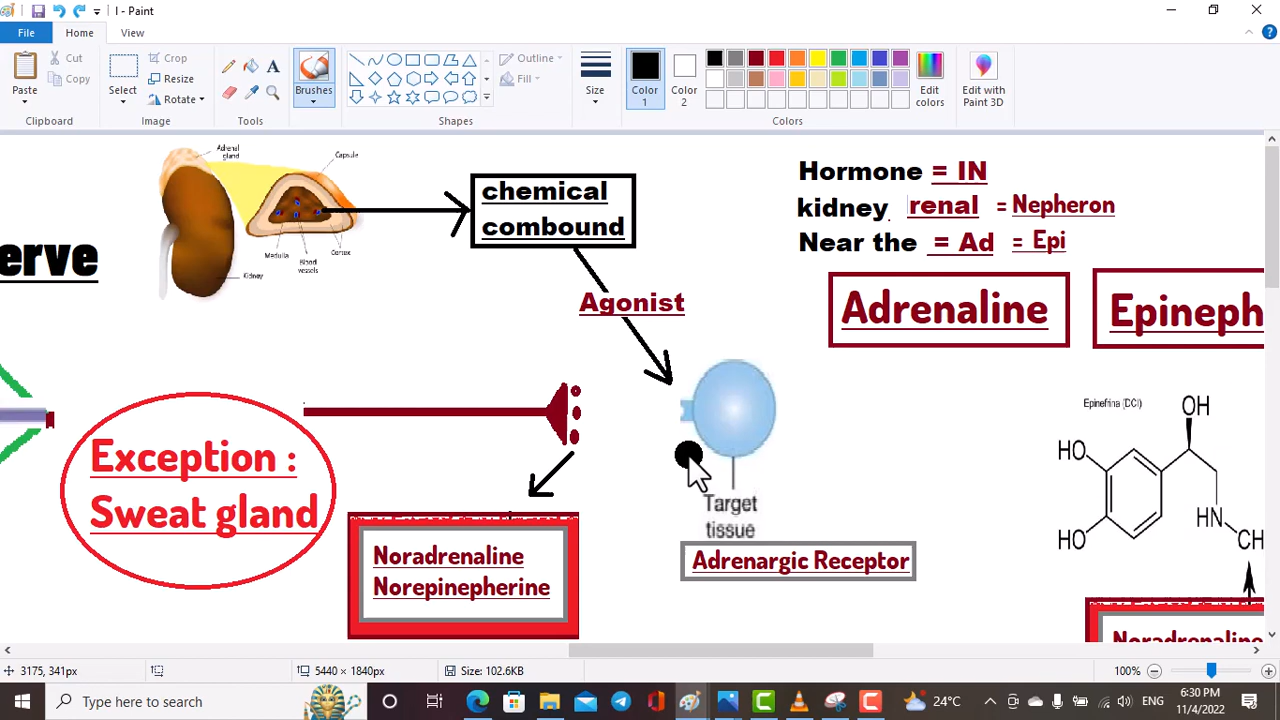 I - Paint
File
Home
View
Paste
Cut
Copy
Clipboard
Select
Crop
Resize
Rotate
Image
Tools
Brushes
Shapes
Outline
Fill
Size
Color
1
Color
2
Colors
Edit
colors
Edit with
Paint 3D
Adrenal
gland
Capsule
Medulla
Blood
vessels
Cortex
Kidney
chemical
combound
Hormone = IN
kidney renal = Nepheron
Near the = Ad = Epi
erve
Agonist
Adrenaline
Epineph
Exception :
Sweat gland
Epinefrina (DCI)
OH
HO
HO
HN
CH
Target
tissue
Adrenargic Receptor
Noradrenaline
Norepinepherine
Noradrenaline
3175, 341px
5440 × 1840px
Size: 102.6KB
100%
Type here to search
24°C
ENG
6:30 PM
11/4/2022